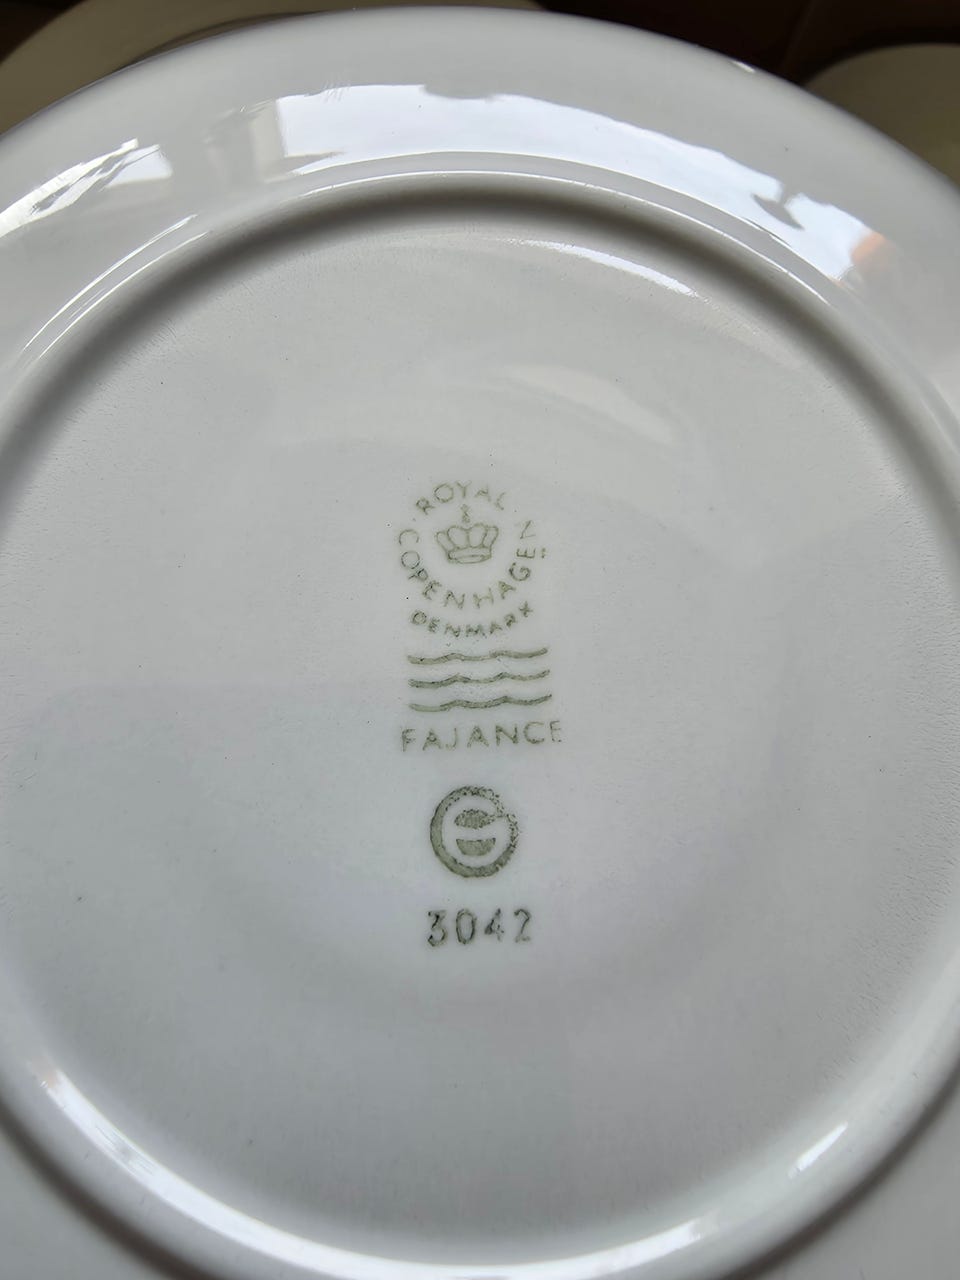 ROYAL
COPENHAGEN
DENMARK
FAJANCE
3042